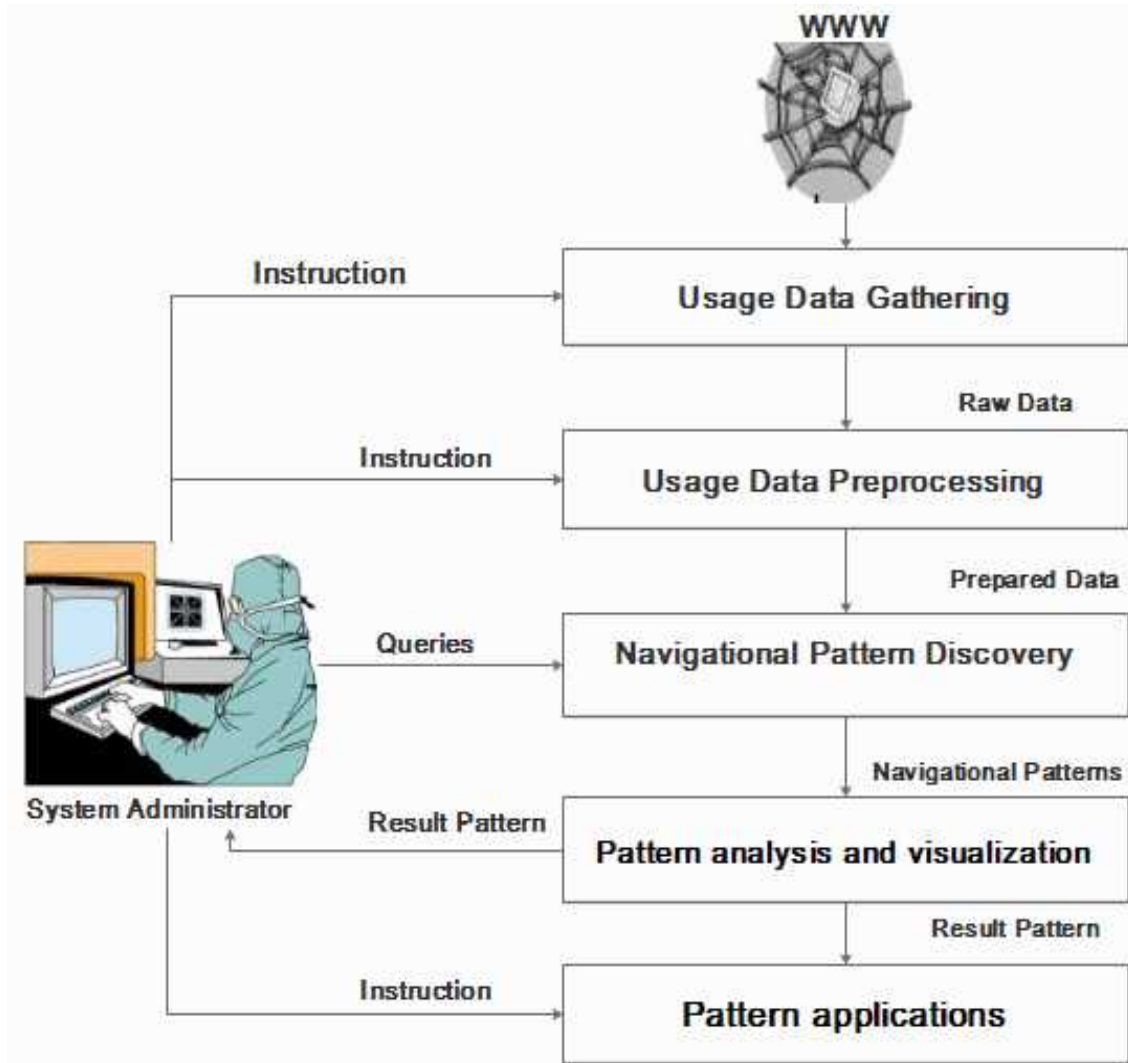 WWW
Instruction
Usage Data Gathering
Raw Data
Instruction
Usage Data Preprocessing
Prepared Data
Queries
Navigational Pattern Discovery
Navigational Patterns
System Administrator
Result Pattern
Pattern analysis and visualization
Result Pattern
Instruction
Pattern applications